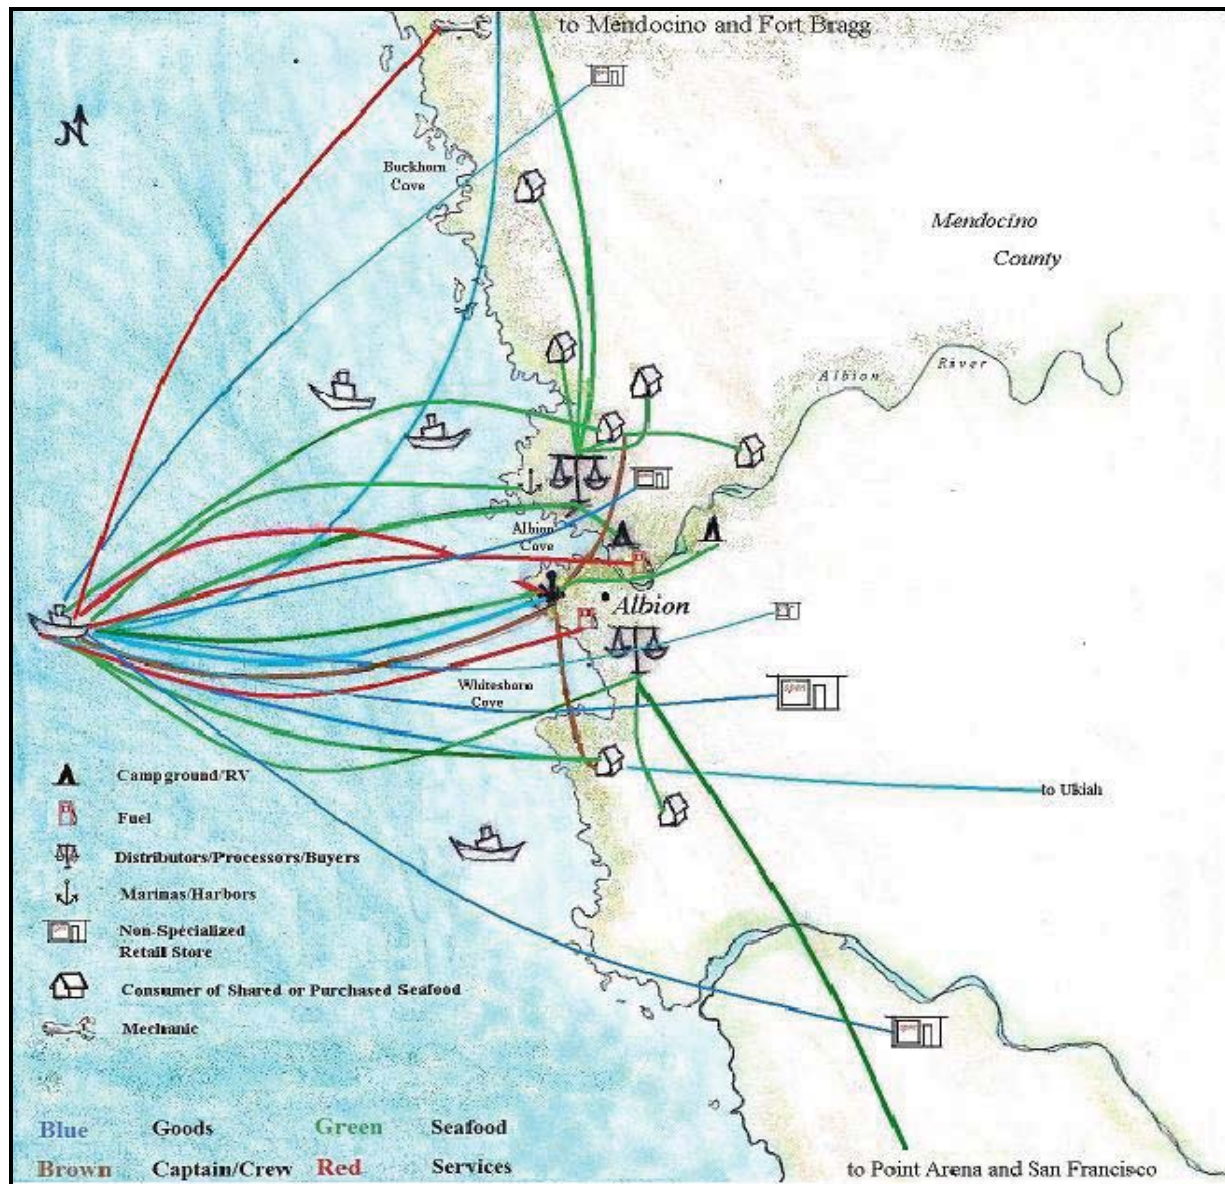 to Mendocino and Fort Bragg
N
Buckhorn
Cove
Mendocino
County
Albion River
Albion
Cove
Albion
Whitesboro
Cove
open
to Ukiah
Campground/RV
Fuel
Distributors/Processors/Buyers
Marinas/Harbors
Non-Specialized
Retail Store
Consumer of Shared or Purchased Seafood
Mechanic
open
Blue Goods Green Seafood
Brown Captain/Crew Red Services
to Point Arena and San Francisco